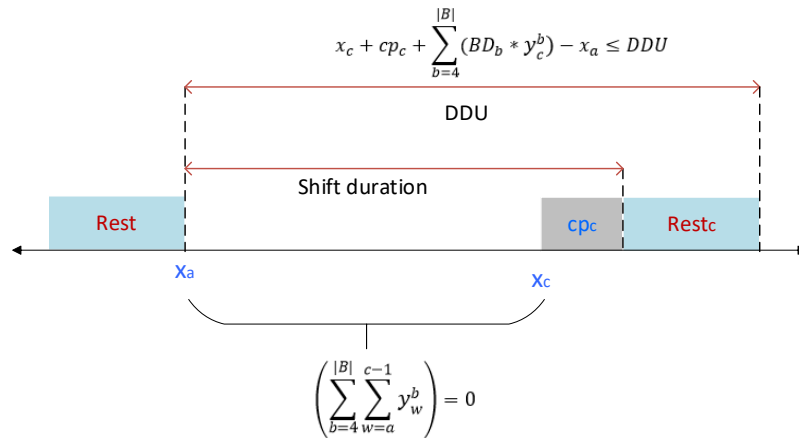 x_c + cp_c + \sum_{b=4}^{|B|} (BD_b * y_c^b) − x_a ≤ DDU
DDU
Shift duration
Rest cp_c Rest_c
x_a x_c
\left( \sum_{b=4}^{|B|} \sum_{w=a}^{c-1} y_w^b \right) = 0